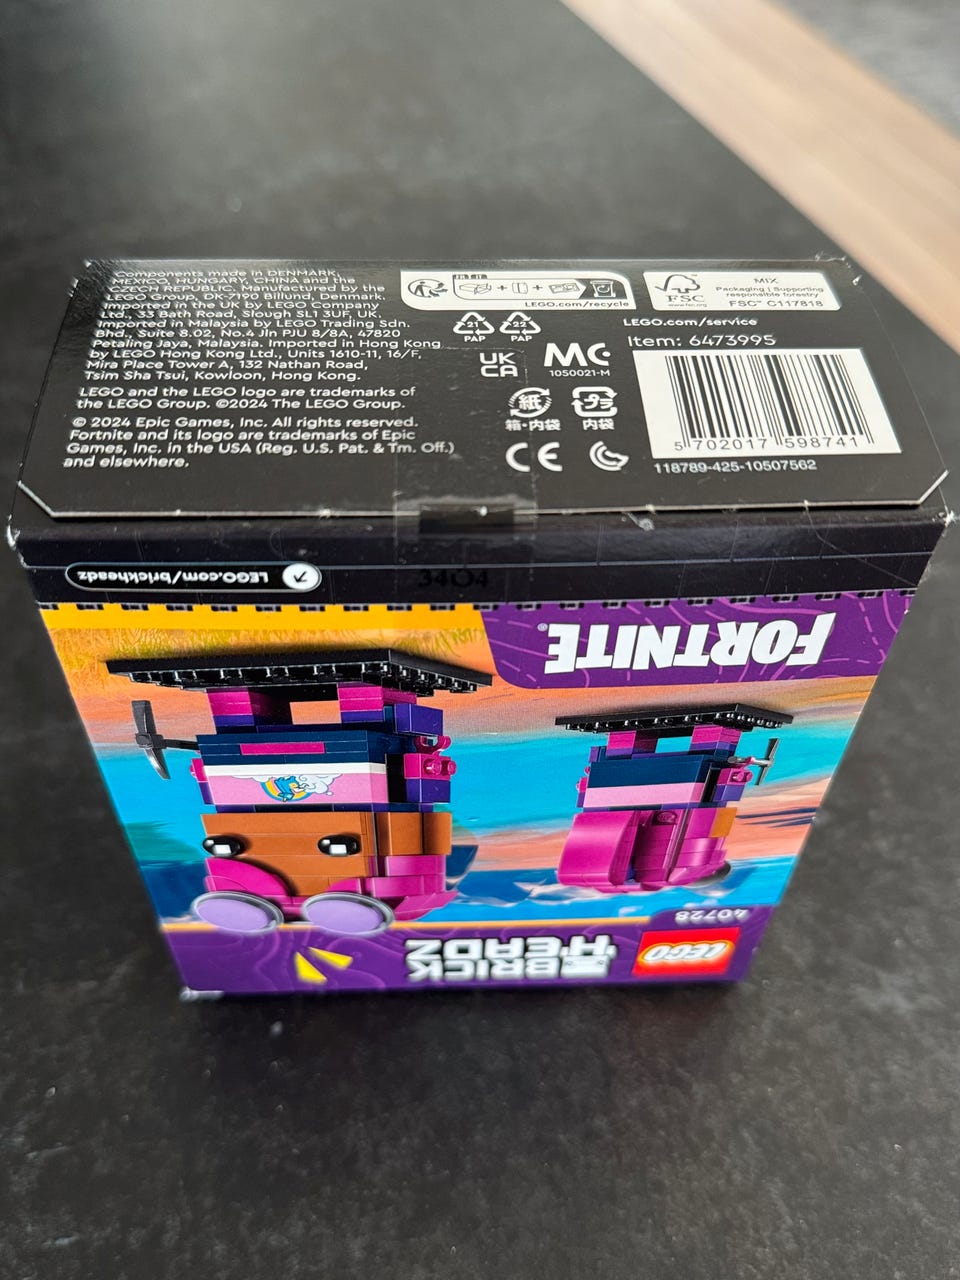 Components made in DENMARK,
MEXICO, HUNGARY, CHINA and the
CZECH REPUBLIC. Manufactured by the
LEGO Group, DK-7190 Billund, Denmark.
Imported in the UK by LEGO Company
Ltd., 33 Bath Road, Slough SL1 3UF, UK.
Imported in Malaysia by LEGO Trading Sdn.
Bhd., Suite 8.02, No.4 Jln PJU 8/8A, 47820
Petaling Jaya, Malaysia. Imported in Hong Kong
by LEGO Hong Kong Ltd., Units 1610-11, 16/F,
Mira Place Tower A, 132 Nathan Road,
Tsim Sha Tsui, Kowloon, Hong Kong.
LEGO and the LEGO logo are trademarks of
the LEGO Group. ©2024 The LEGO Group.
© 2024 Epic Games, Inc. All rights reserved.
Fortnite and its logo are trademarks of Epic
Games, Inc. in the USA (Reg. U.S. Pat. & Tm. Off.)
and elsewhere.
FR
LEGO.com/recycle
21
PAP
22
PAP
UK
CA
MC
1050021-M
紙
箱・内袋
プラ
内袋
CE
FSC
www.fsc.org
MIX
Packaging | Supporting
responsible forestry
FSC™ C117818
LEGO.com/service
Item: 6473995
5 702017 598741
118789-425-10507562
34O4
LEGO.com/brickheadz
FORTNITE®
40728
LEGO
BRICK
HEADZ